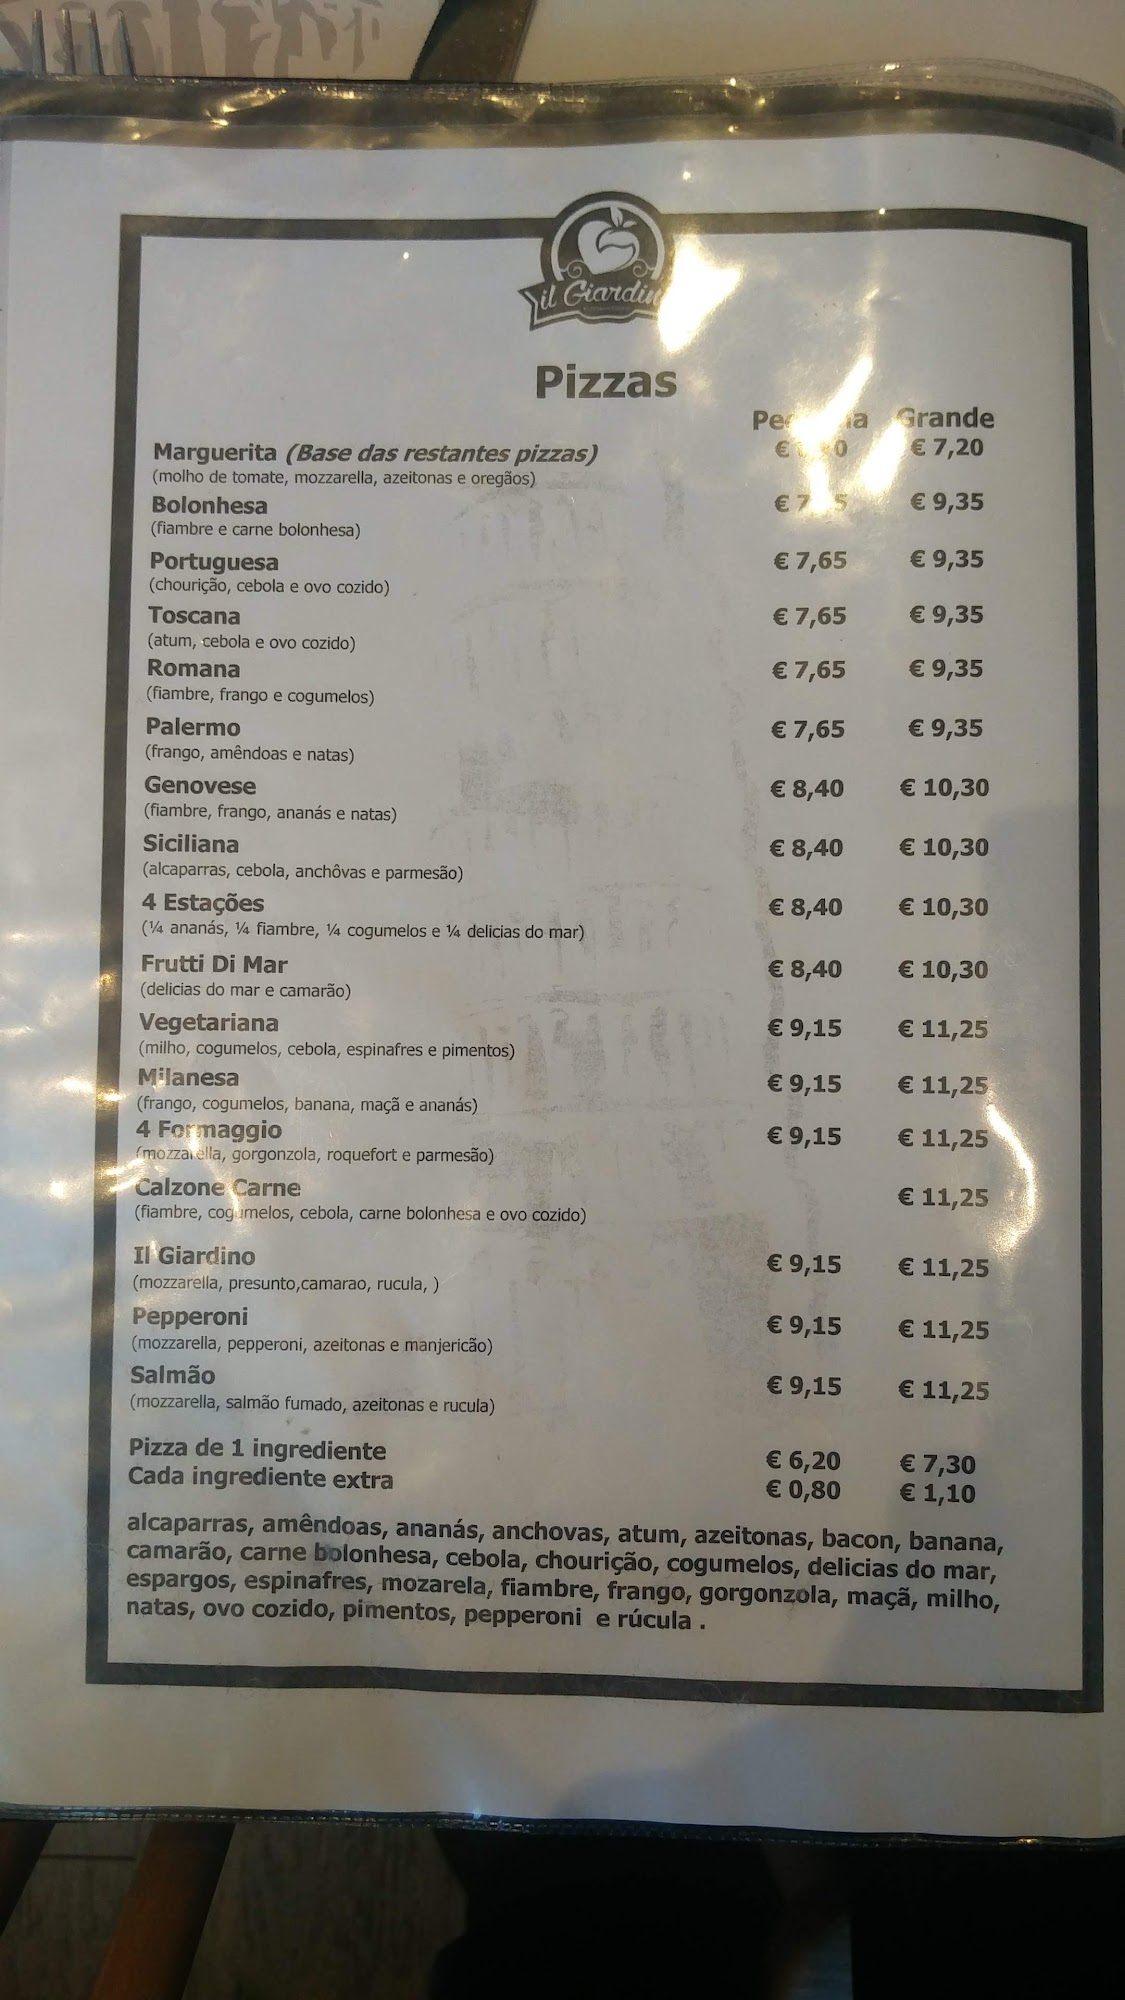 il Giardin
Pizzas
Grande
Marguerita (Base das restantes pizzas) € 7,20
(molho de tomate, mozzarella, azeitonas e oregãos)
Bolonhesa € 9,35
(fiambre e carne bolonhesa)
Portuguesa € 7,65 € 9,35
(chourição, cebola e ovo cozido)
Toscana € 7,65 € 9,35
(atum, cebola e ovo cozido)
Romana € 7,65 € 9,35
(fiambre, frango e cogumelos)
Palermo € 7,65 € 9,35
(frango, amêndoas e natas)
Genovese € 8,40 € 10,30
(fiambre, frango, ananás e natas)
Siciliana € 8,40 € 10,30
(alcaparras, cebola, anchôvas e parmesão)
4 Estações € 8,40 € 10,30
(¼ ananás, ¼ fiambre, ¼ cogumelos e ¼ delicias do mar)
Frutti Di Mar € 8,40 € 10,30
(delicias do mar e camarão)
Vegetariana € 9,15 € 11,25
(milho, cogumelos, cebola, espinafres e pimentos)
Milanesa € 9,15 € 11,25
(frango, cogumelos, banana, maçã e ananás)
4 Formaggio € 9,15 € 11,25
(mozzarella, gorgonzola, roquefort e parmesão)
Calzone Carne € 11,25
(fiambre, cogumelos, cebola, carne bolonhesa e ovo cozido)
Il Giardino € 9,15 € 11,25
(mozzarella, presunto,camarao, rucula, )
Pepperoni € 9,15 € 11,25
(mozzarella, pepperoni, azeitonas e manjericão)
Salmão € 9,15 € 11,25
(mozzarella, salmão fumado, azeitonas e rucula)
Pizza de 1 ingrediente € 6,20 € 7,30
Cada ingrediente extra € 0,80 € 1,10
alcaparras, amêndoas, ananás, anchovas, atum, azeitonas, bacon, banana,
camarão, carne bolonhesa, cebola, chourição, cogumelos, delicias do mar,
espargos, espinafres, mozarela, fiambre, frango, gorgonzola, maçã, milho,
natas, ovo cozido, pimentos, pepperoni e rúcula .